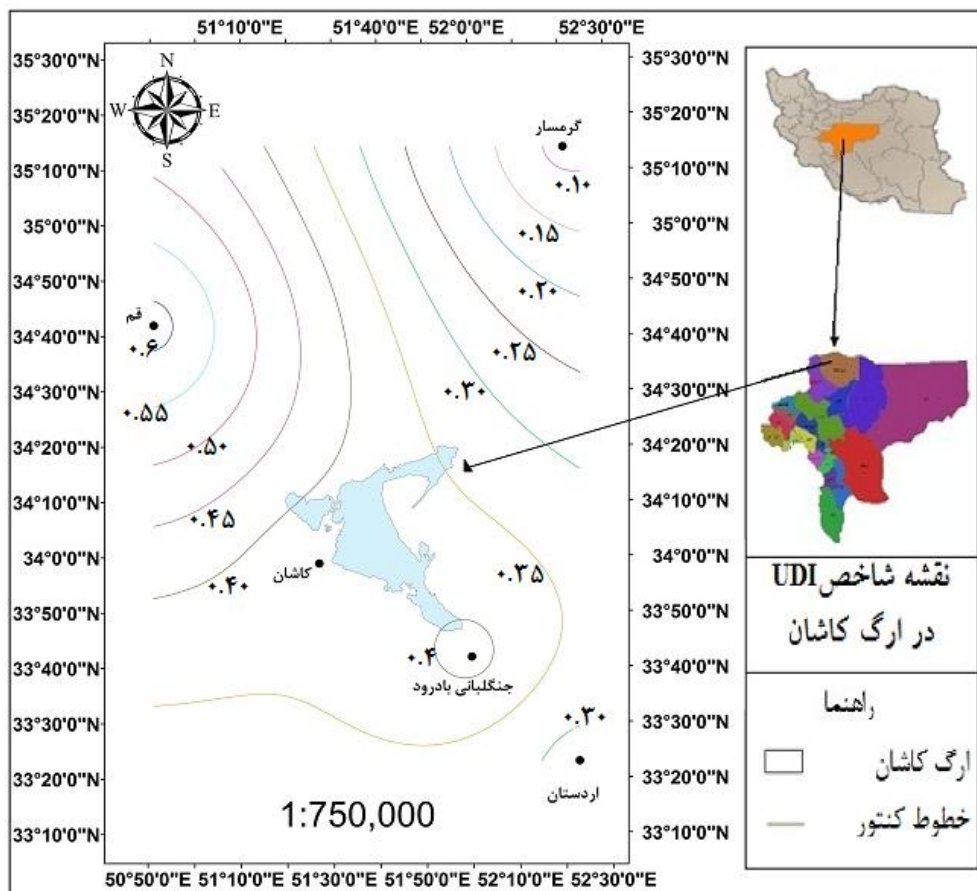 51°10'0"E 51°40'0"E 52°0'0"E 52°30'0"E
35°30'0"N 35°30'0"N
35°20'0"N 35°20'0"N
35°10'0"N 35°10'0"N
35°0'0"N 35°0'0"N
34°50'0"N 34°50'0"N
34°40'0"N 34°40'0"N
34°30'0"N 34°30'0"N
34°20'0"N 34°20'0"N
34°10'0"N 34°10'0"N
34°0'0"N 34°0'0"N
33°50'0"N 33°50'0"N
33°40'0"N 33°40'0"N
33°30'0"N 33°30'0"N
33°20'0"N 33°20'0"N
33°10'0"N 33°10'0"N
N
W E
S
گرمسار
۰.۱۰
۰.۱۵
۰.۲۰
۰.۲۵
۰.۳۰
قم
۰.۶
۰.۵۵
۰.۵۰
۰.۴۵
۰.۴۰
کاشان
۰.۳۵
۰.۴
جنگلبانی بادرود
۰.۳۰
اردستان
1:750,000
50°50'0"E 51°10'0"E 51°30'0"E 51°50'0"E 52°10'0"E 52°30'0"E
نقشه شاخص UDI
در ارگ کاشان
راهنما
ارگ کاشان
خطوط کنتور